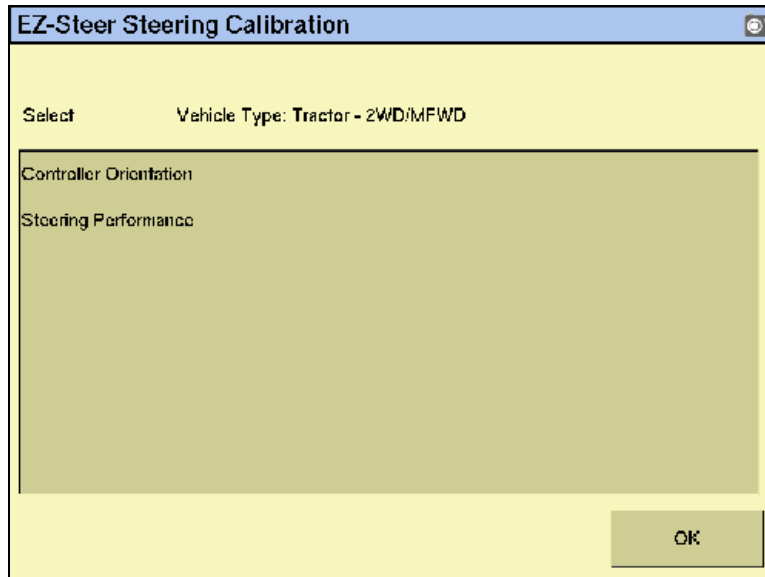 EZ-Steer Steering Calibration
Select Vehicle Type: Tractor - 2WD/MFWD
Controller Orientation
Steering Performance
OK